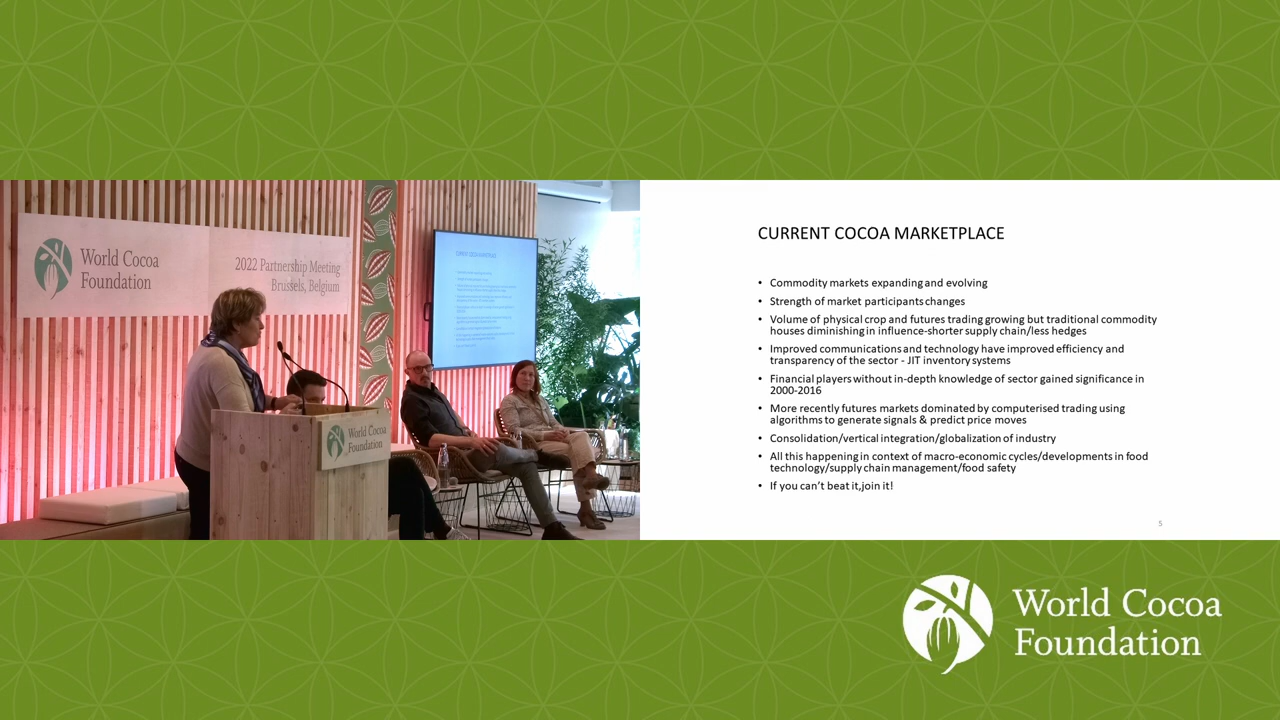 World Cocoa
Foundation
2022 Partnership Meeting
Brussels, Belgium
World Cocoa
Foundation
CURRENT COCOA MARKETPLACE
• Commodity markets expanding and evolving
• Strength of market participants changes
• Volume of physical crop and futures trading growing but traditional commodity
houses diminishing in influence-shorter supply chain/less hedges
• Improved communications and technology have improved efficiency and
transparency of the sector - JIT inventory systems
• Financial players without in-depth knowledge of sector gained significance in
2000-2016
• More recently futures markets dominated by computerised trading using
algorithms to generate signals & predict price moves
• Consolidation/vertical integration/globalization of industry
• All this happening in context of macro-economic cycles/developments in food
technology/supply chain management/food safety
• If you can't beat it,join it!
5
World Cocoa
Foundation